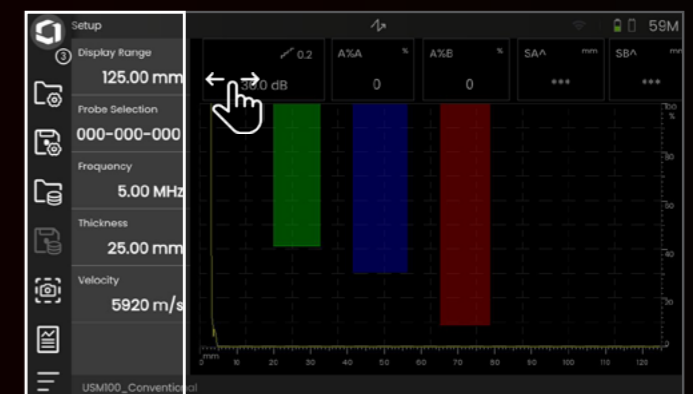 Setup
59M
3
Display Range
125.00 mm
Probe Selection
000-000-000
Frequency
5.00 MHz
Thickness
25.00 mm
Velocity
5920 m/s
USM100_Conventional
0.2
dB
A%A %
0
A%B %
0
SA^ mm
***
SB^
***
100
%
80
60
40
20
0
mm 10 20 30 40 50 60 70 80 90 100 110 120